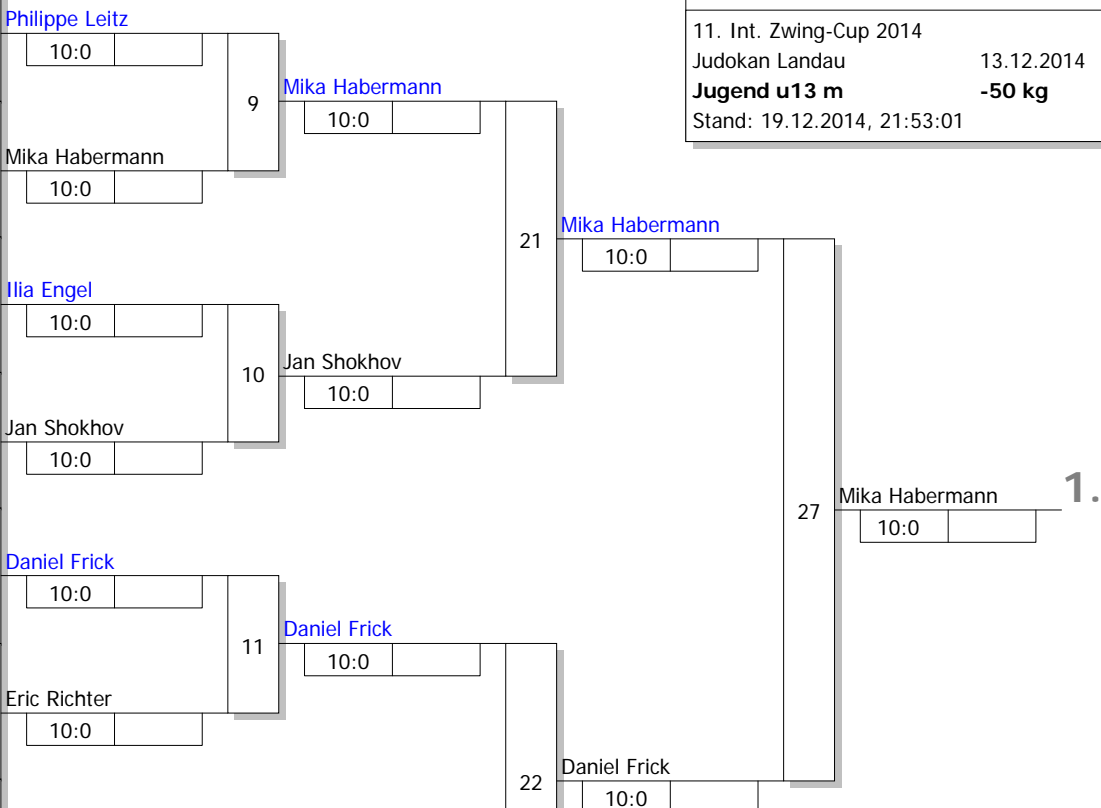 Philippe Leitz
10:0
11. Int. Zwing-Cup 2014
Judokan Landau 13.12.2014
Jugend u13 m -50 kg
Stand: 19.12.2014, 21:53:01
9
Mika Habermann
10:0
Mika Habermann
10:0
21
Mika Habermann
10:0
Ilia Engel
10:0
10
Jan Shokhov
10:0
Jan Shokhov
10:0
27
Mika Habermann
1.
10:0
Daniel Frick
10:0
11
Daniel Frick
10:0
Eric Richter
10:0
22
Daniel Frick
10:0